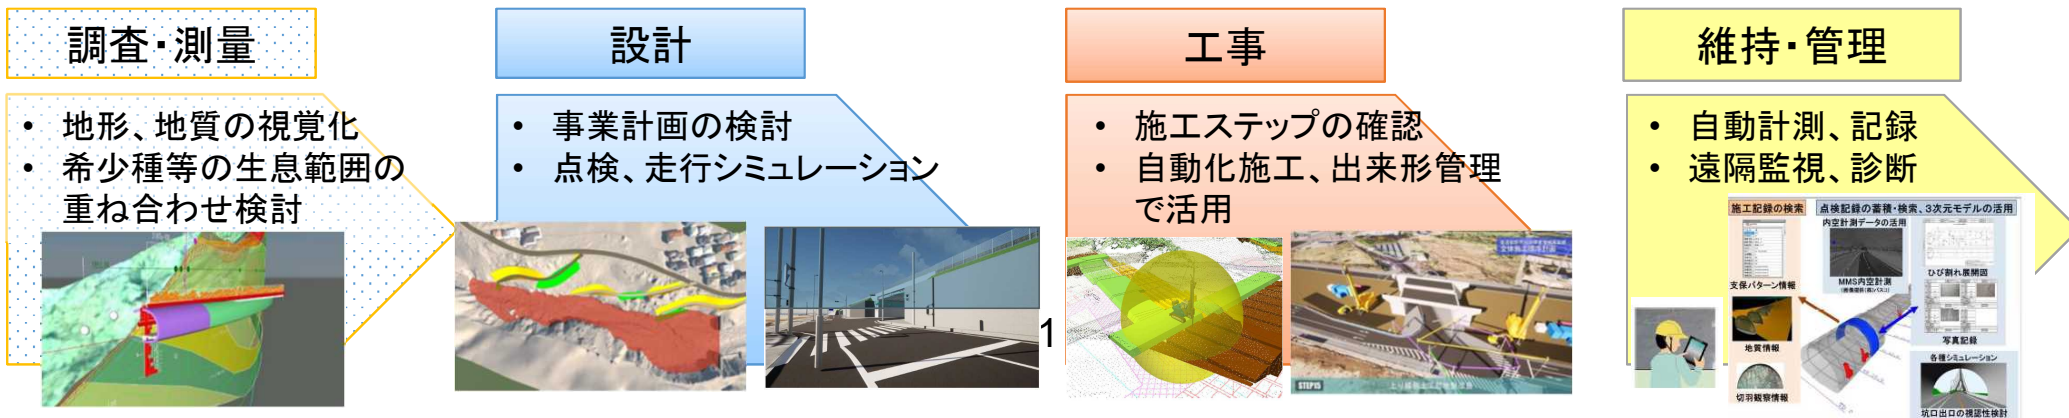 調査・測量
・ 地形、地質の視覚化
・ 希少種等の生息範囲の
重ね合わせ検討
設計
・ 事業計画の検討
・ 点検、走行シミュレーション
1
工事
・ 施工ステップの確認
・ 自動化施工、出来形管理
で活用
STEP15
維持・管理
・ 自動計測、記録
・ 遠隔監視、診断
施工記録の検索
支保パターン情報
地質情報
切羽観察情報
点検記録の蓄積・検索、3次元モデルの活用
内空計測データの活用
MMS内空計測
ひび割れ展開図
写真記録
各種シミュレーション
坑口出口の視認性検討